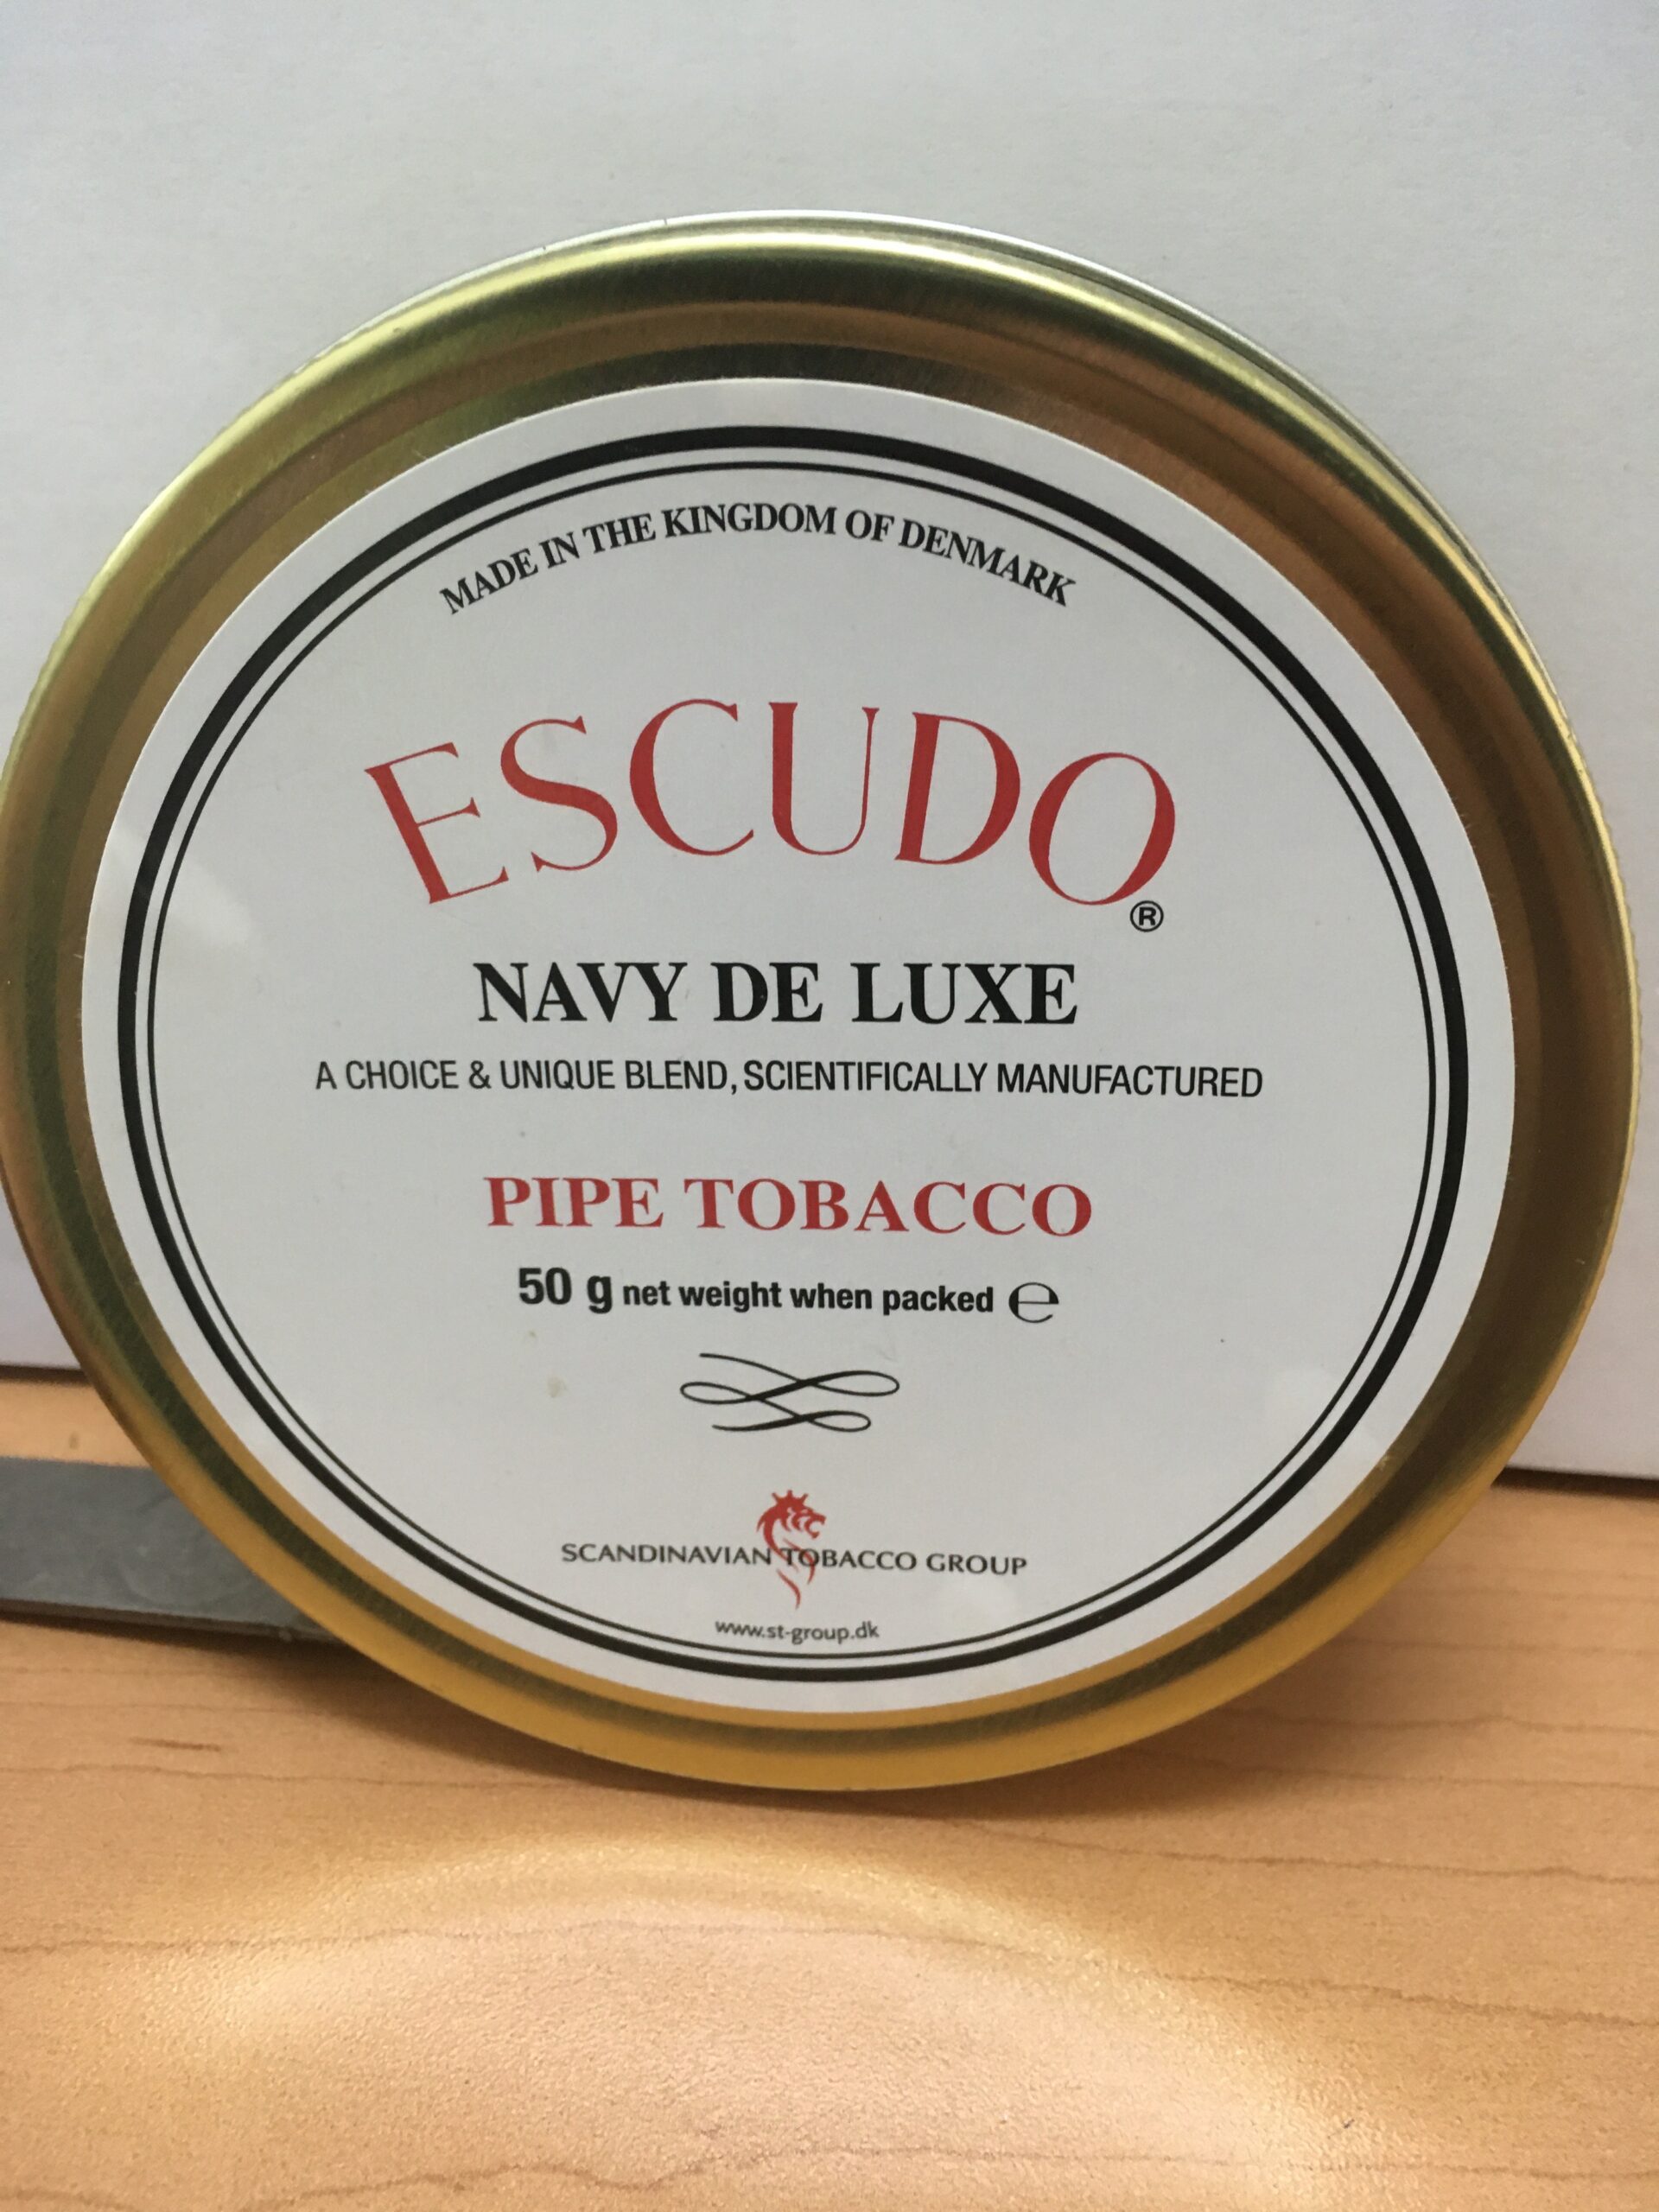 MADE IN THE KINGDOM OF DENMARK
ESCUDO®
NAVY DE LUXE
A CHOICE & UNIQUE BLEND, SCIENTIFICALLY MANUFACTURED
PIPE TOBACCO
50 g net weight when packed ℮
SCANDINAVIAN TOBACCO GROUP
www.st-group.dk